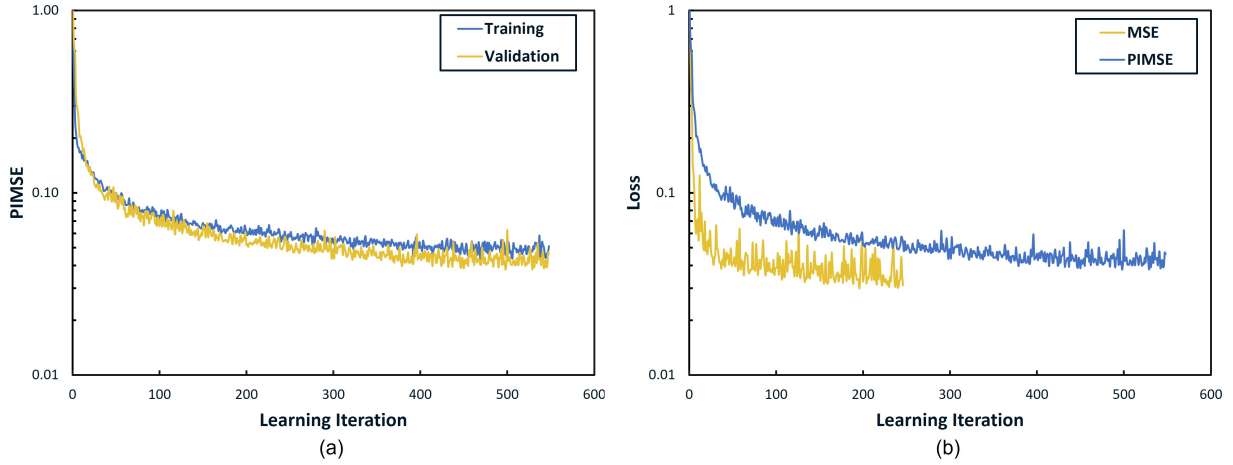 1.00
0.10
0.01
PIMSE
Training
Validation
0 100 200 300 400 500 600
Learning Iteration
(a)
1
0.1
0.01
Loss
MSE
PIMSE
0 100 200 300 400 500 600
Learning Iteration
(b)